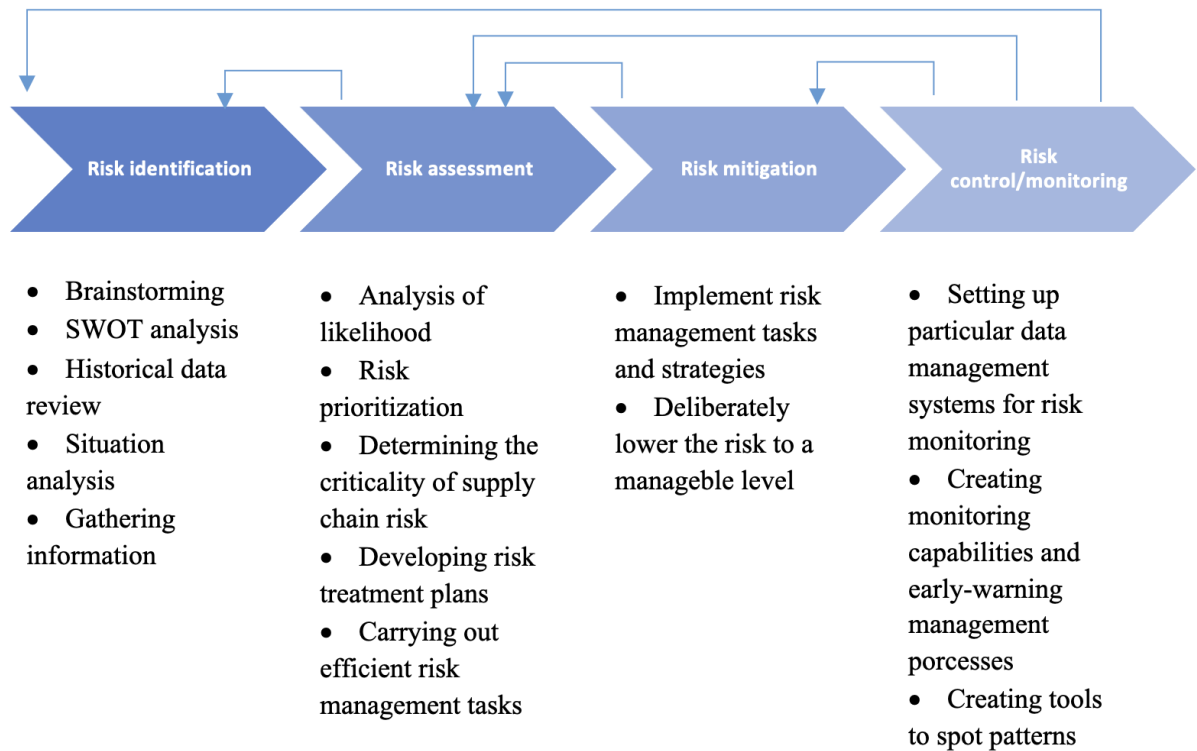 Risk identification
Risk assessment
Risk mitigation
Risk
control/monitoring
• Brainstorming
• SWOT analysis
• Historical data
review
• Situation
analysis
• Gathering
information
• Analysis of
likelihood
• Risk
prioritization
• Determining the
criticality of supply
chain risk
• Developing risk
treatment plans
• Carrying out
efficient risk
management tasks
• Implement risk
management tasks
and strategies
• Deliberately
lower the risk to a
manageble level
• Setting up
particular data
management
systems for risk
monitoring
• Creating
monitoring
capabilities and
early-warning
management
porcesses
• Creating tools
to spot patterns